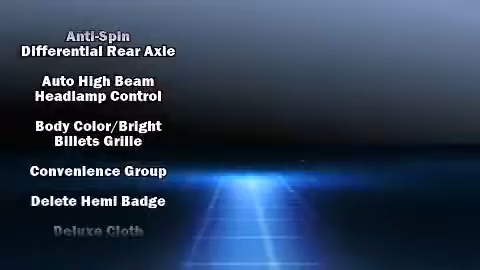 Anti-Spin
Differential Rear Axle
Auto High Beam
Headlamp Control
Body Color/Bright
Billets Grille
Convenience Group
Delete Hemi Badge
Deluxe Cloth